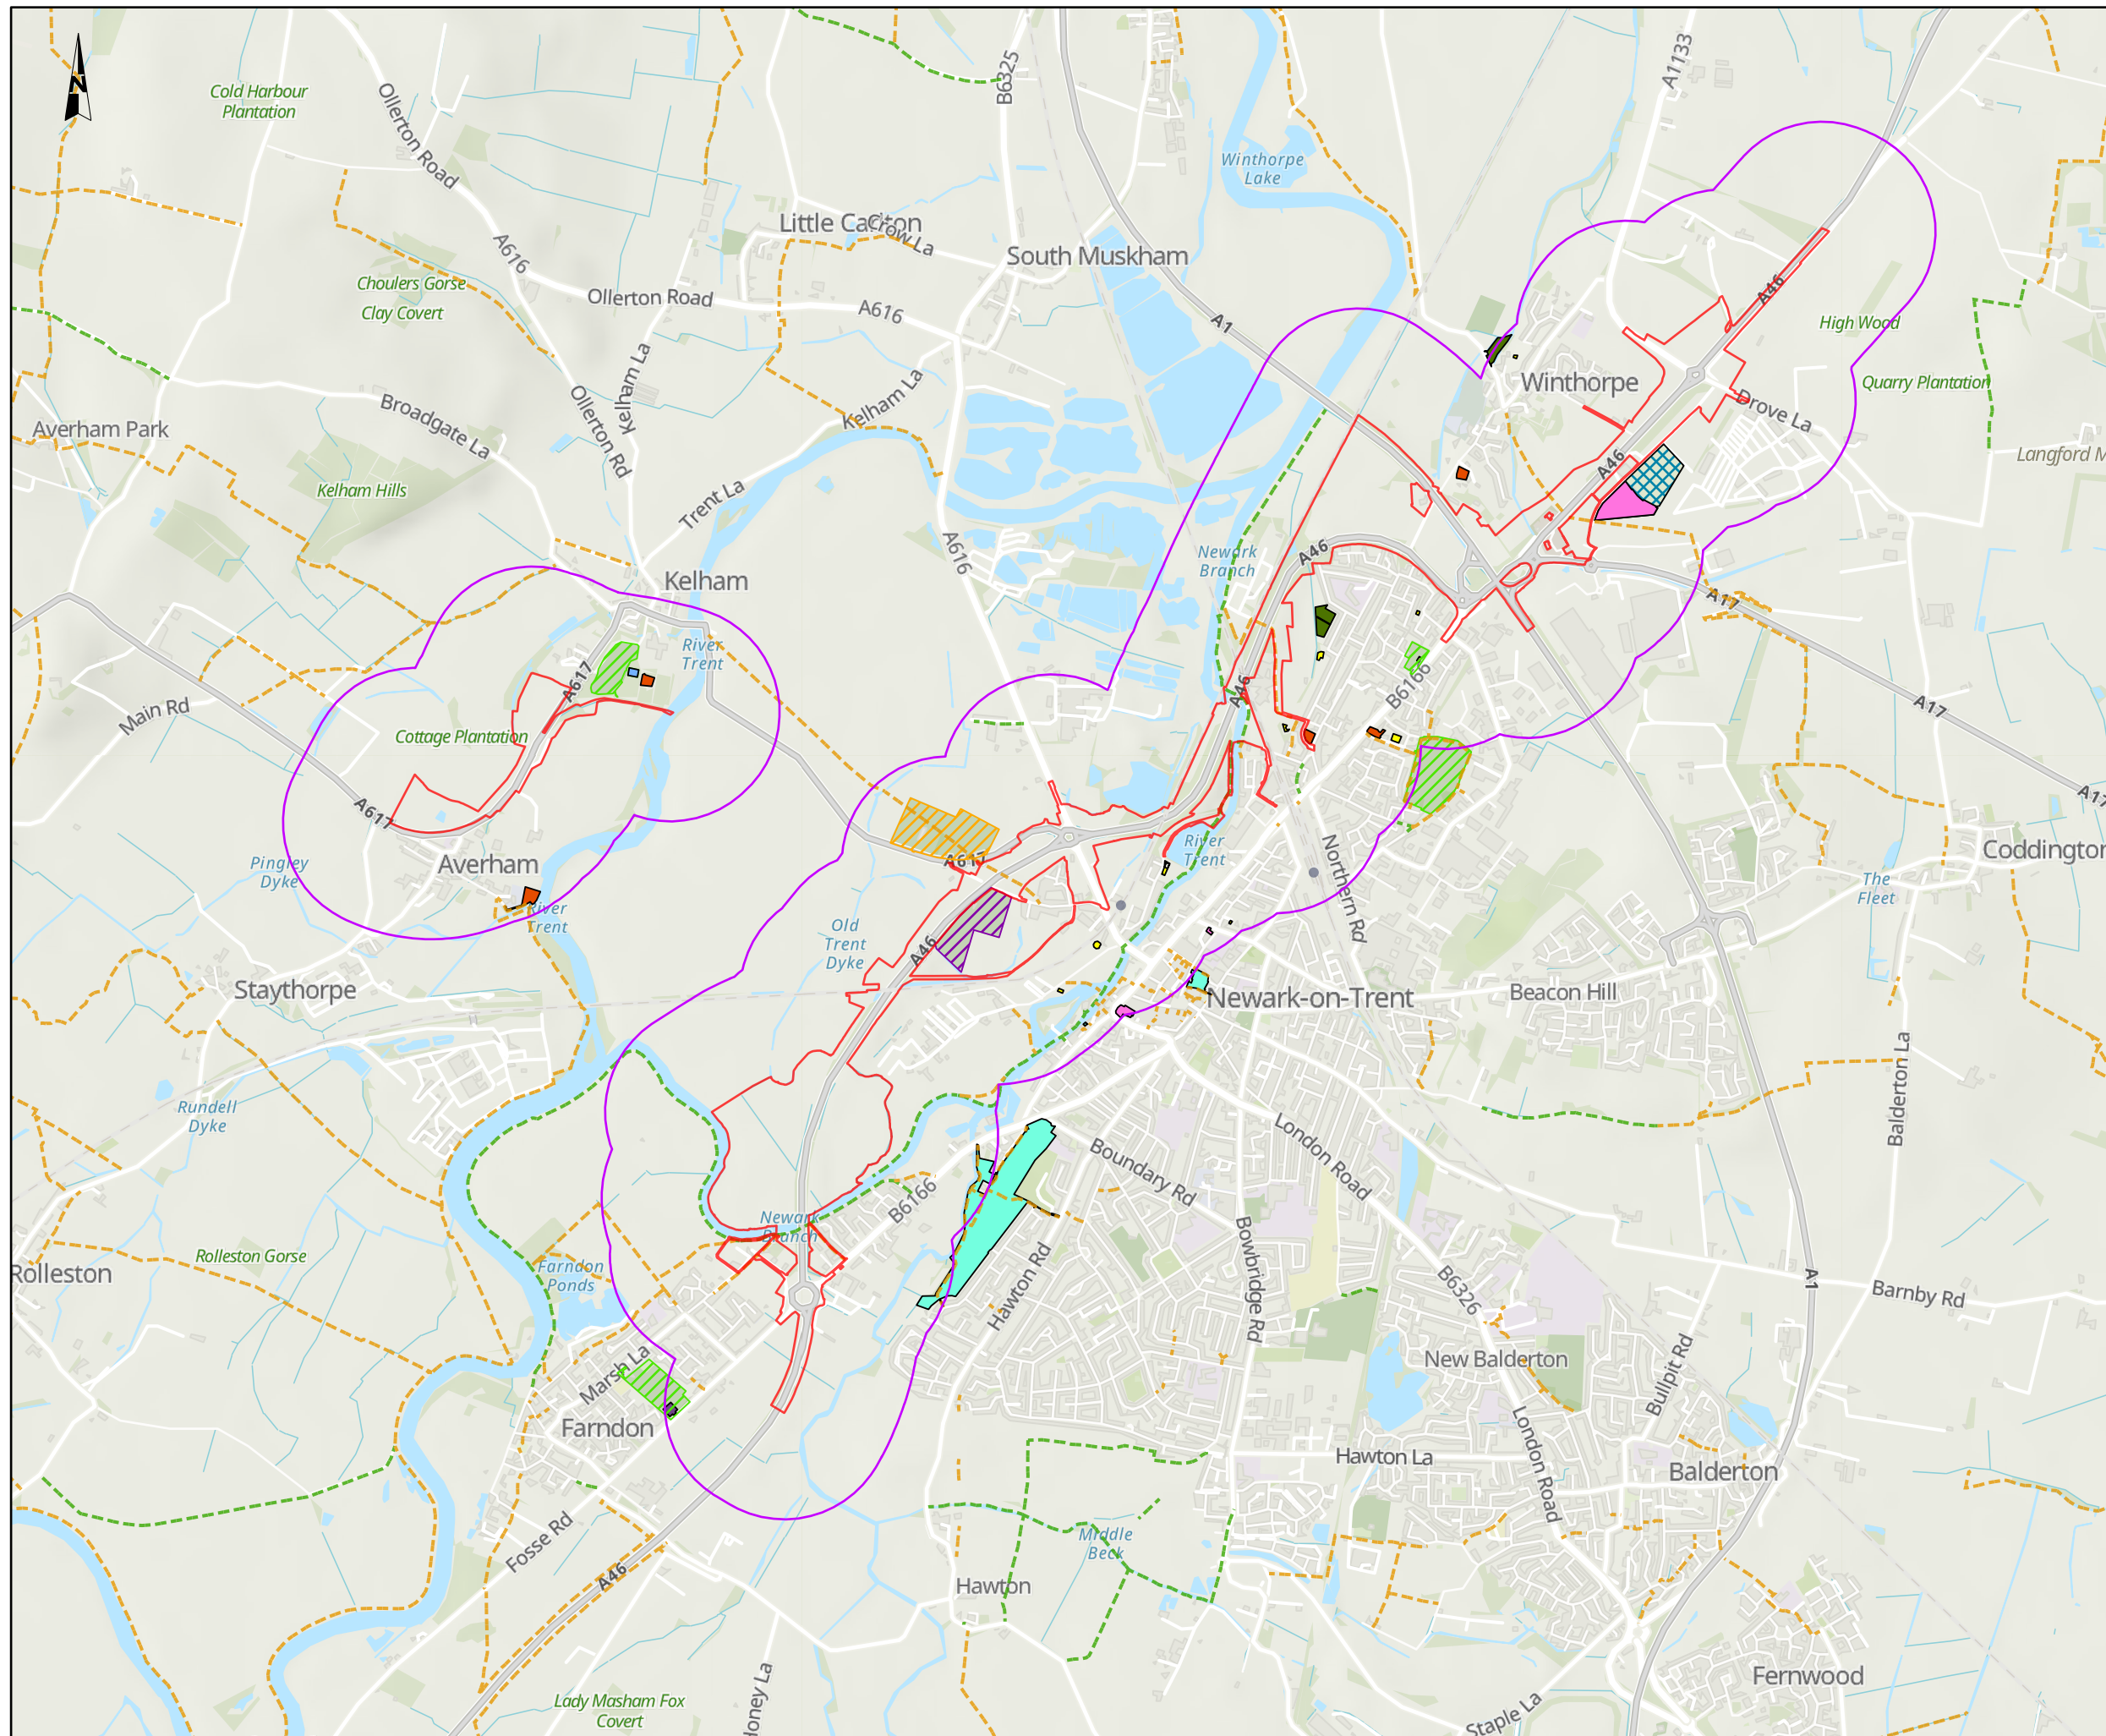 N
Cold Harbour
Plantation
Ollerton Road
B6325
A1133
Winthorpe
Lake
Little Carlton
Crow La
South Muskham
A616
Choulers Gorse
Clay Covert
Ollerton Road
A616
A1
A46
High Wood
Kelham La
Ollerton Rd
Kelham La
Winthorpe
Quarry Plantation
Drove La
Broadgate La
Averham Park
Kelham Hills
Trent La
A46
A616
Newark
Branch
A46
Kelham
A17
River
Trent
A617
Main Rd
Cottage Plantation
A46
B6166
A17
A17
A617
Averham
Pingley
Dyke
A617
River
Trent
Northern Rd
Coddington
The
Fleet
River
Trent
Old
Trent
Dyke
A46
Staythorpe
Newark-on-Trent
Beacon Hill
Rundell
Dyke
Balderton La
London Road
Boundary Rd
B6166
Newark
Branch
Rolleston Gorse
Rolleston
Farndon
Ponds
Hawton Rd
Bowbridge Rd
B6326
A1
Barnby Rd
Marsh La
Farndon
New Balderton
Bullpit Rd
London Road
Hawton La
Balderton
Fosse Rd
A46
Middle
Beck
Hawton
Lady Masham Fox
Covert
Fernwood
Staple La